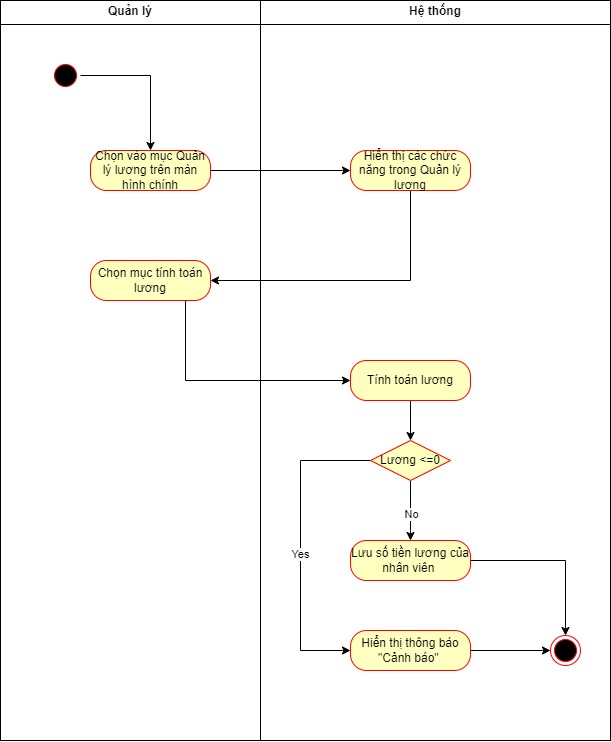 Quản lý
Hệ thống
Chọn vào mục Quản
lý lương trên màn
hình chính
Hiển thị các chức
năng trong Quản lý
lương
Chọn mục tính toán
lương
Tính toán lương
Lương <=0
No
Yes
Lưu số tiền lương của
nhân viên
Hiển thị thông báo
"Cảnh báo"